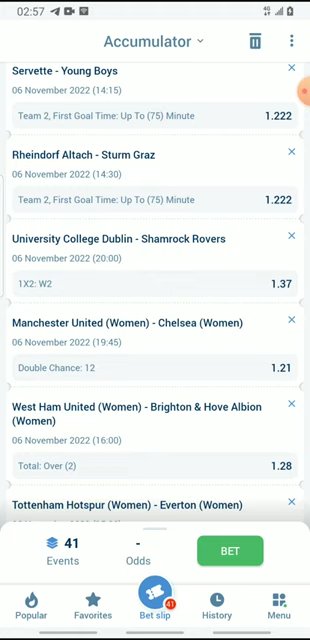 02:57
4G
Accumulator
Servette - Young Boys
06 November 2022 (14:15)
Team 2, First Goal Time: Up To (75) Minute 1.222
Rheindorf Altach - Sturm Graz
06 November 2022 (14:30)
Team 2, First Goal Time: Up To (75) Minute 1.222
University College Dublin - Shamrock Rovers
06 November 2022 (20:00)
1X2: W2 1.37
Manchester United (Women) - Chelsea (Women)
06 November 2022 (19:45)
Double Chance: 12 1.21
West Ham United (Women) - Brighton & Hove Albion
(Women)
06 November 2022 (16:00)
Total: Over (2) 1.28
Tottenham Hotspur (Women) - Everton (Women)
41 - BET
Events Odds
41
Popular Favorites Bet slip History Menu